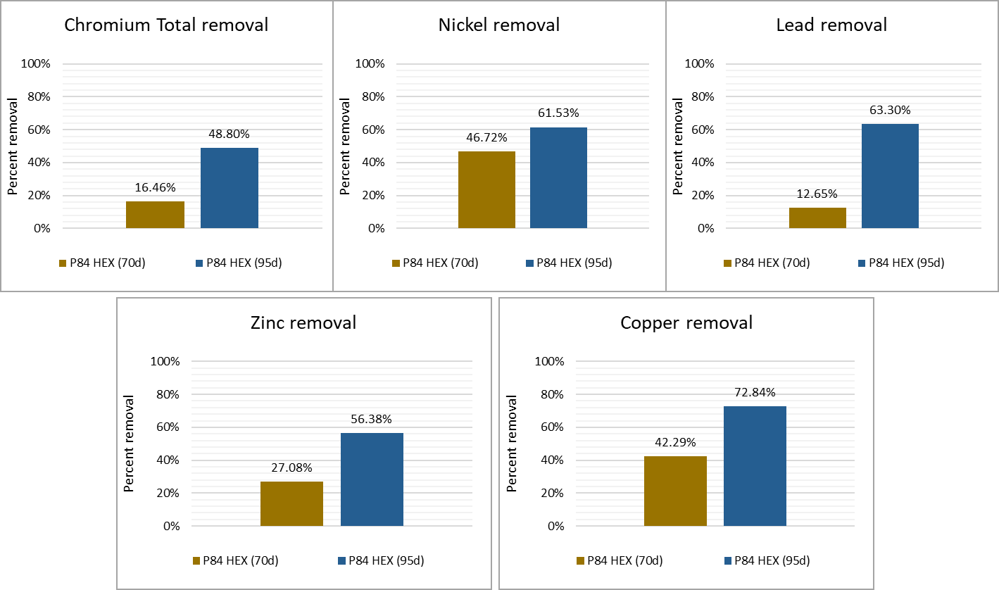 Chromium Total removal
100%
80%
60%
40%
20%
0%
Percent removal
16.46%
48.80%
P84 HEX (70d)
P84 HEX (95d)
Nickel removal
100%
80%
60%
40%
20%
0%
Percent removal
46.72%
61.53%
P84 HEX (70d)
P84 HEX (95d)
Lead removal
100%
80%
60%
40%
20%
0%
Percent removal
12.65%
63.30%
P84 HEX (70d)
P84 HEX (95d)
Zinc removal
100%
80%
60%
40%
20%
0%
Percent removal
27.08%
56.38%
P84 HEX (70d)
P84 HEX (95d)
Copper removal
100%
80%
60%
40%
20%
0%
Percent removal
42.29%
72.84%
P84 HEX (70d)
P84 HEX (95d)